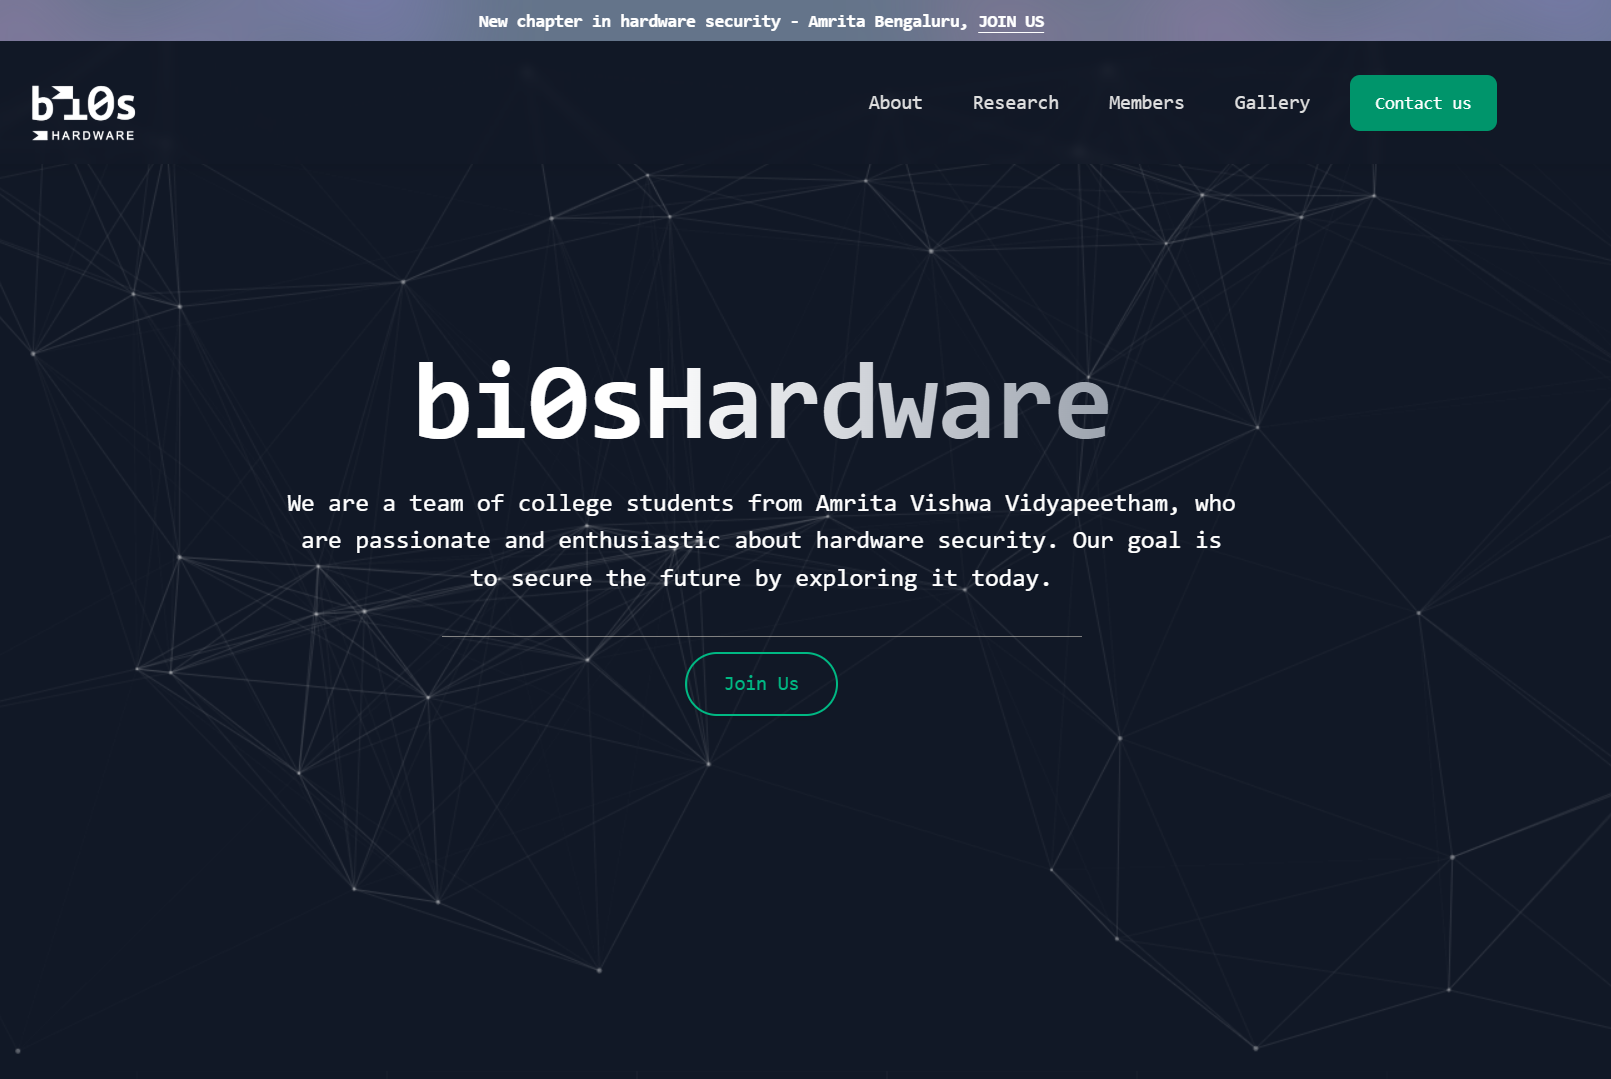 New chapter in hardware security - Amrita Bengaluru, JOIN US
bi0s
HARDWARE
About
Research
Members
Gallery
Contact us
bi0sHardware
We are a team of college students from Amrita Vishwa Vidyapeetham, who
are passionate and enthusiastic about hardware security. Our goal is
to secure the future by exploring it today.
Join Us